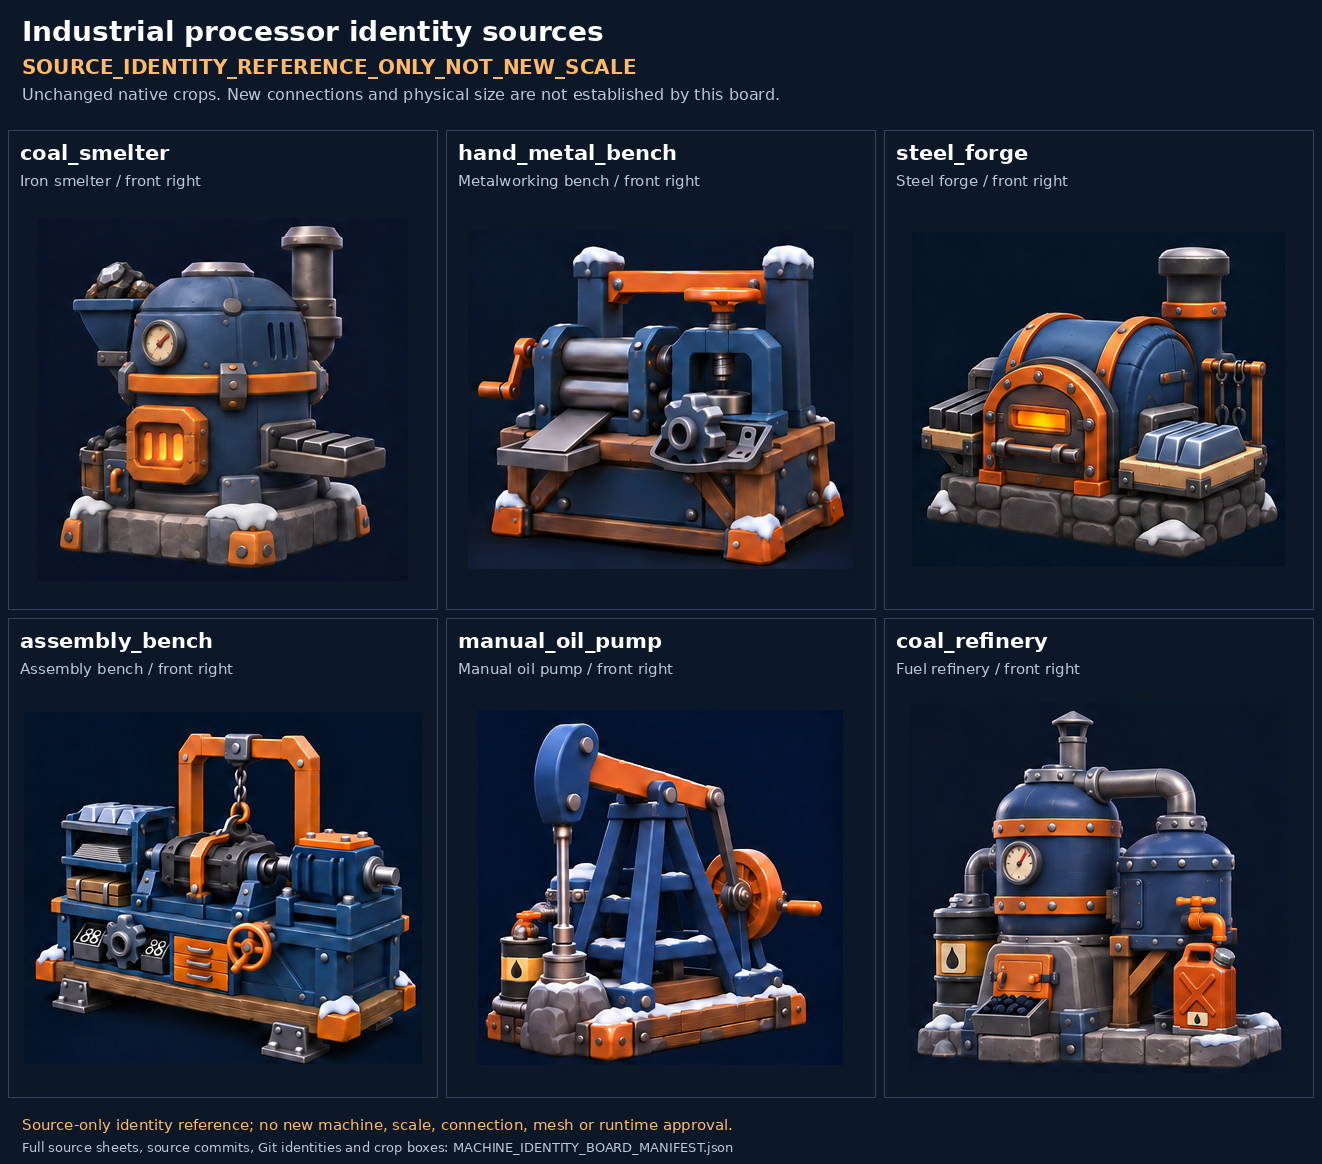 Industrial processor identity sources
SOURCE_IDENTITY_REFERENCE_ONLY_NOT_NEW_SCALE
Unchanged native crops. New connections and physical size are not established by this board.
coal_smelter
Iron smelter / front right
hand_metal_bench
Metalworking bench / front right
steel_forge
Steel forge / front right
assembly_bench
Assembly bench / front right
88
88
manual_oil_pump
Manual oil pump / front right
coal_refinery
Fuel refinery / front right
Source-only identity reference; no new machine, scale, connection, mesh or runtime approval.
Full source sheets, source commits, Git identities and crop boxes: MACHINE_IDENTITY_BOARD_MANIFEST.json